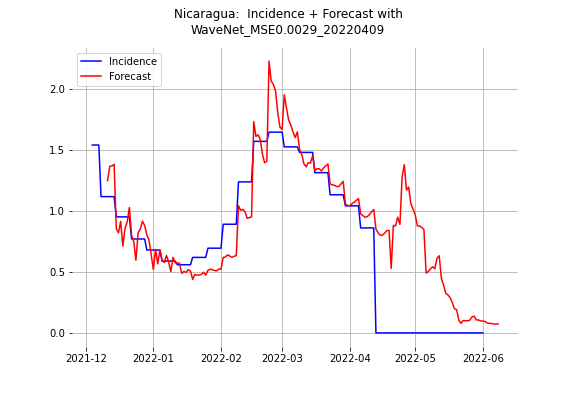 Nicaragua:  Incidence + Forecast with
WaveNet_MSE0.0029_20220409
Incidence
Forecast
2.0
1.5
1.0
0.5
0.0
2021-12 2022-01 2022-02 2022-03 2022-04 2022-05 2022-06